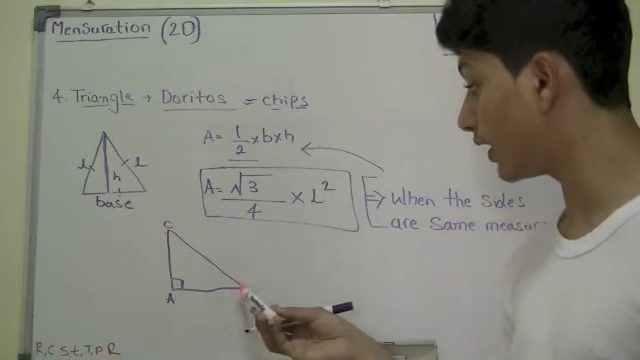 Mensuration (2D)
4. Triangle → Doritos = chips
A = 1/2 × b × h
l l
h
base
A = √3/4 × l²
⇒ When the sides
are same measur
C
A
R, C, S, t, T, P R